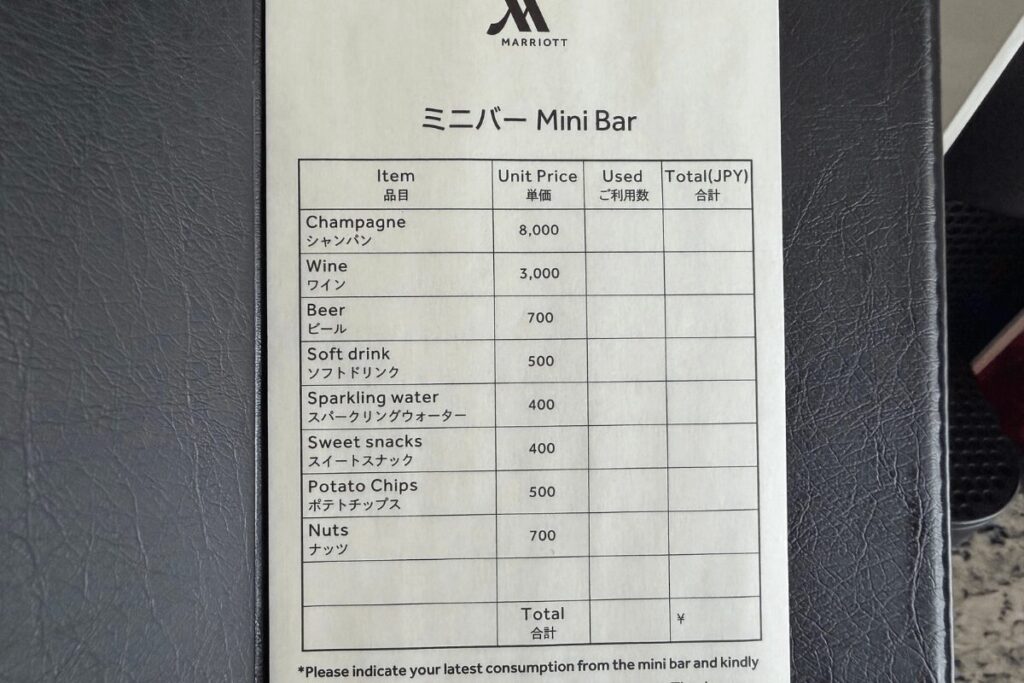 MARRIOTT
ミニバー Mini Bar
Item Unit Price Used Total(JPY)
品目 単価 ご利用数 合計
Champagne
シャンパン 8,000
Wine
ワイン 3,000
Beer
ビール 700
Soft drink
ソフトドリンク 500
Sparkling water
スパークリングウォーター 400
Sweet snacks
スイートスナック 400
Potato Chips
ポテトチップス 500
Nuts
ナッツ 700
Total
合計 ¥
*Please indicate your latest consumption from the mini bar and kindly